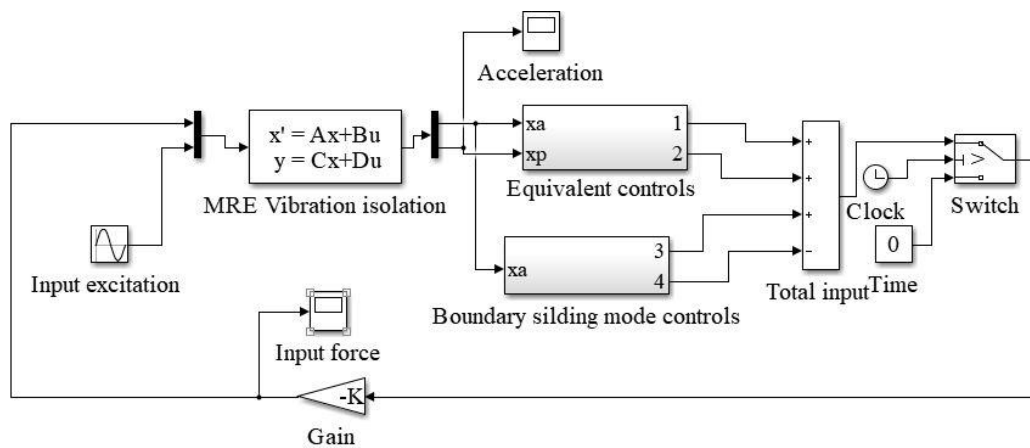 Acceleration
x' = Ax+Bu
y = Cx+Du
MRE Vibration isolation
xa
xp
1
2
Equivalent controls
xa
3
4
Boundary silding mode controls
+
+
+
−
Total input
Clock
>
Switch
0
Time
Input excitation
Input force
-K
Gain